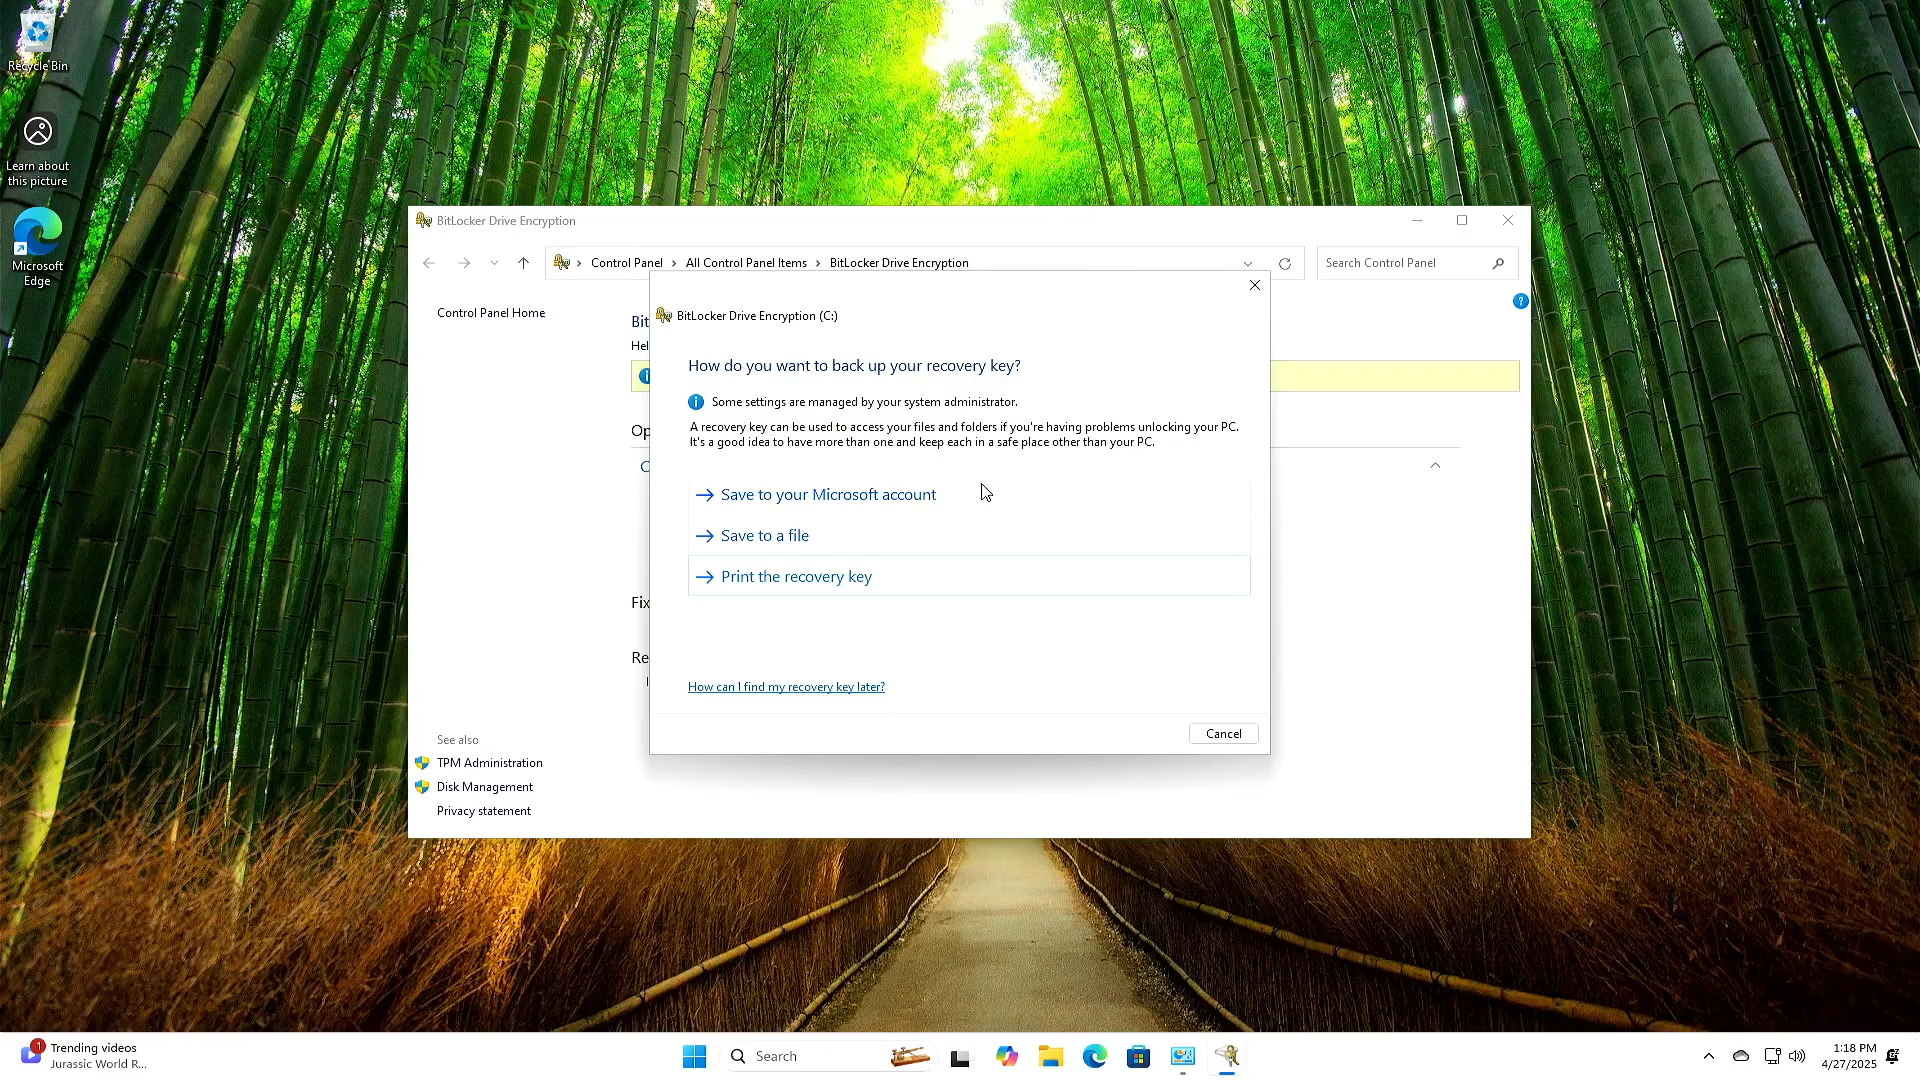 Recycle Bin
Learn about
this picture
Microsoft
Edge
BitLocker Drive Encryption
Control Panel
All Control Panel Items
BitLocker Drive Encryption
Search Control Panel
Control Panel Home
Bit
Hel
Op
C
Fix
Re
BitLocker Drive Encryption (C:)
How do you want to back up your recovery key?
Some settings are managed by your system administrator.
A recovery key can be used to access your files and folders if you're having problems unlocking your PC.
It's a good idea to have more than one and keep each in a safe place other than your PC.
Save to your Microsoft account
Save to a file
Print the recovery key
How can I find my recovery key later?
Cancel
See also
TPM Administration
Disk Management
Privacy statement
1
Trending videos
Jurassic World R...
Search
1:18 PM
4/27/2025